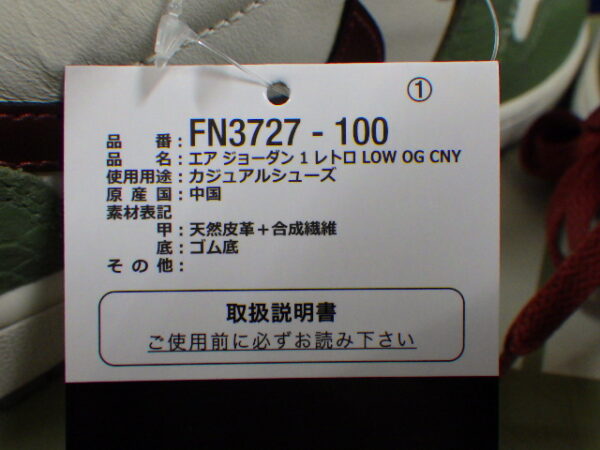 ①
品 番：FN3727 - 100
品 名：エア ジョーダン 1 レトロ LOW OG CNY
使用用途：カジュアルシューズ
原 産 国：中国
素材表記
甲：天然皮革＋合成繊維
底：ゴム底
そ の 他：
取扱説明書
ご使用前に必ずお読み下さい